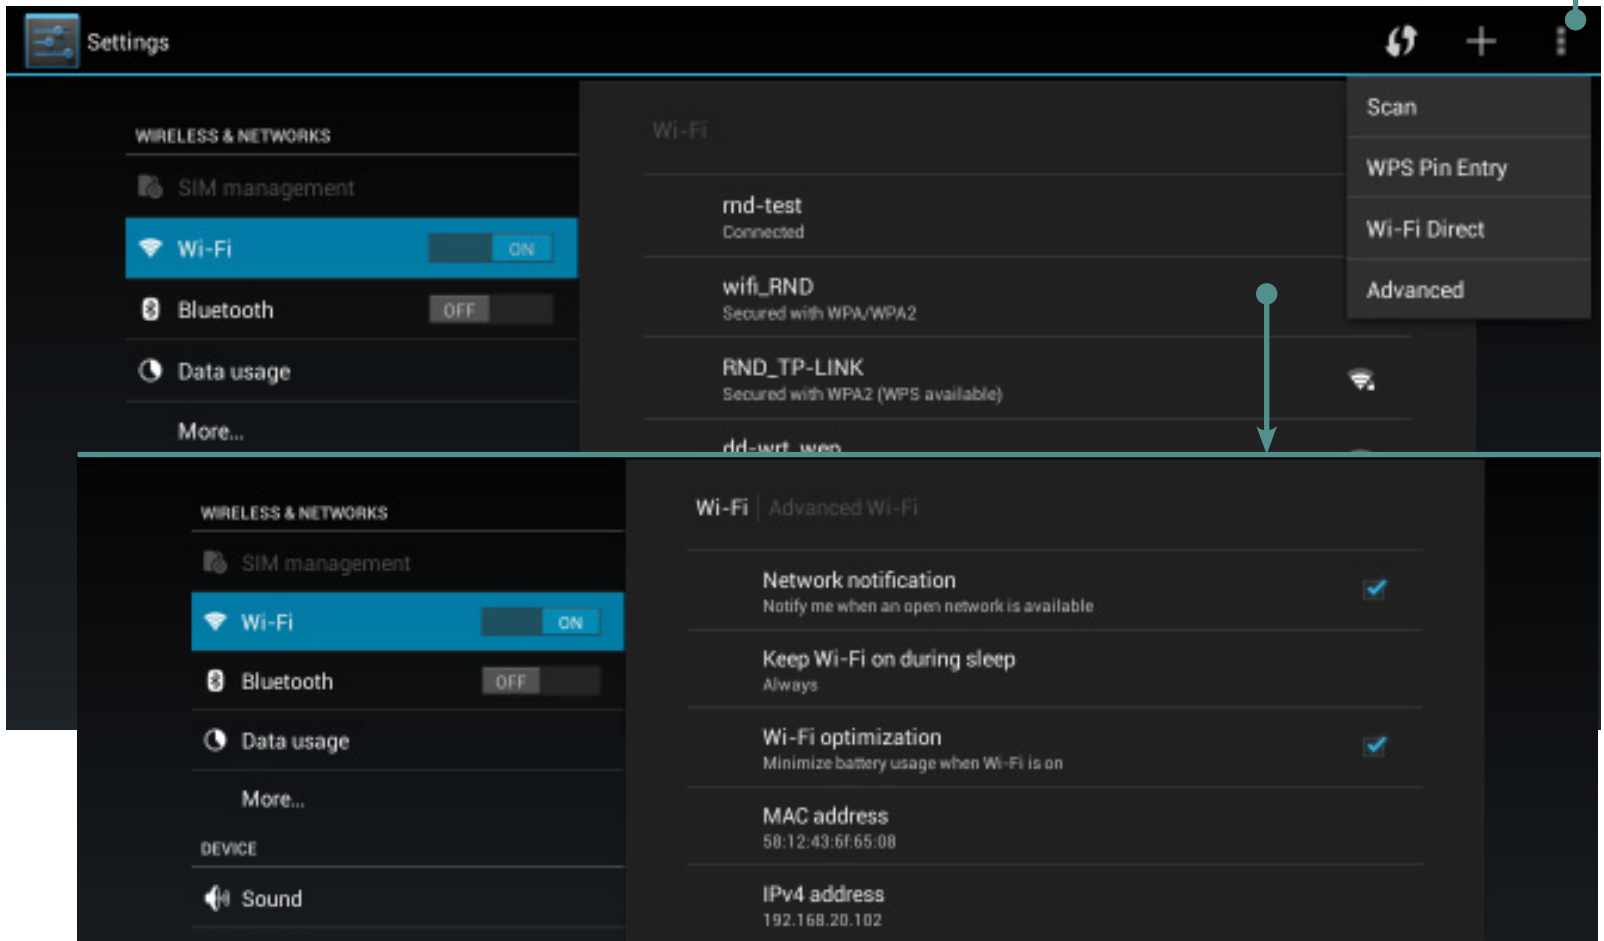 Settings
Scan
WPS Pin Entry
Wi-Fi Direct
Advanced
WIRELESS & NETWORKS
SIM management
Wi-Fi ON
Bluetooth OFF
Data usage
More...
Wi-Fi
rnd-test
Connected
wifi_RND
Secured with WPA/WPA2
RND_TP-LINK
Secured with WPA2 (WPS available)
dd-wrt_wep
WIRELESS & NETWORKS
SIM management
Wi-Fi ON
Bluetooth OFF
Data usage
More...
DEVICE
Sound
Wi-Fi | Advanced Wi-Fi
Network notification
Notify me when an open network is available
Keep Wi-Fi on during sleep
Always
Wi-Fi optimization
Minimize battery usage when Wi-Fi is on
MAC address
58:12:43:6f:65:08
IPv4 address
192.168.20.102